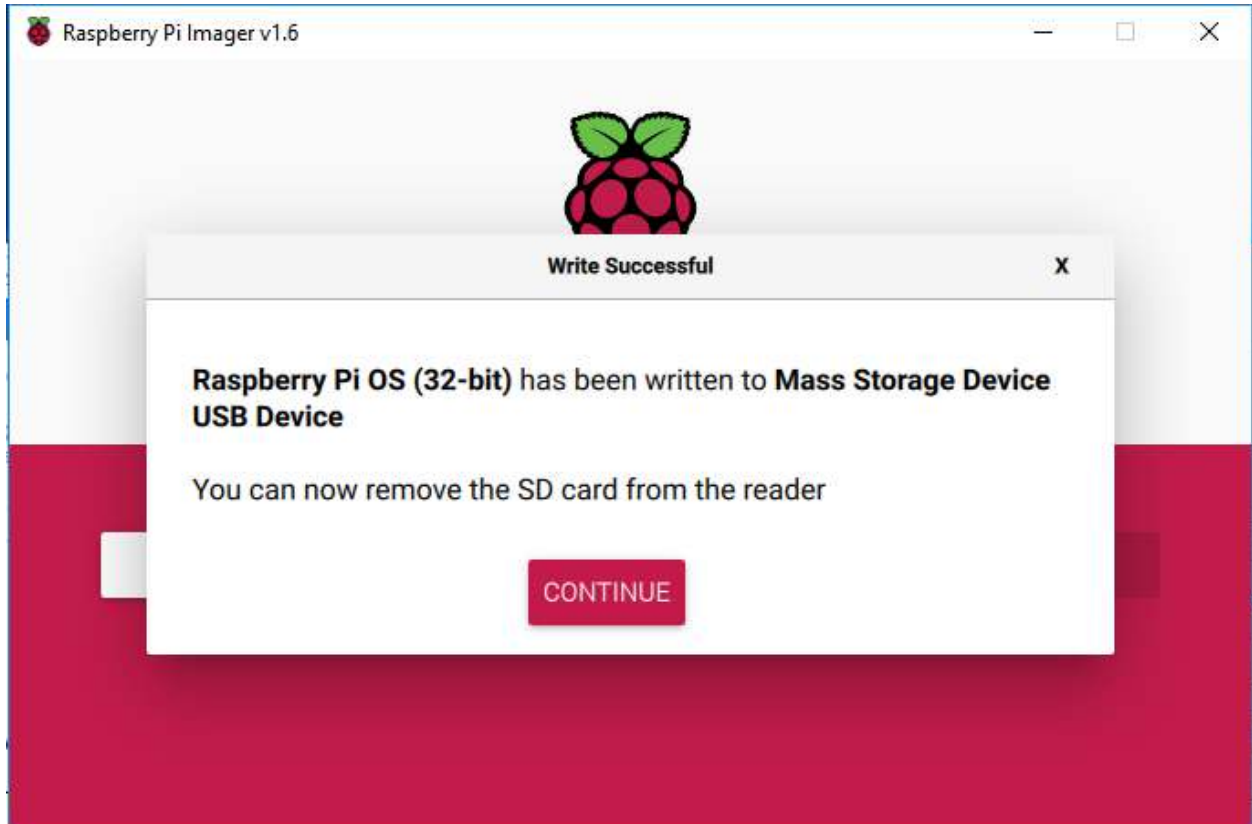 Raspberry Pi Imager v1.6
Write Successful
X
Raspberry Pi OS (32-bit) has been written to Mass Storage Device
USB Device
You can now remove the SD card from the reader
CONTINUE